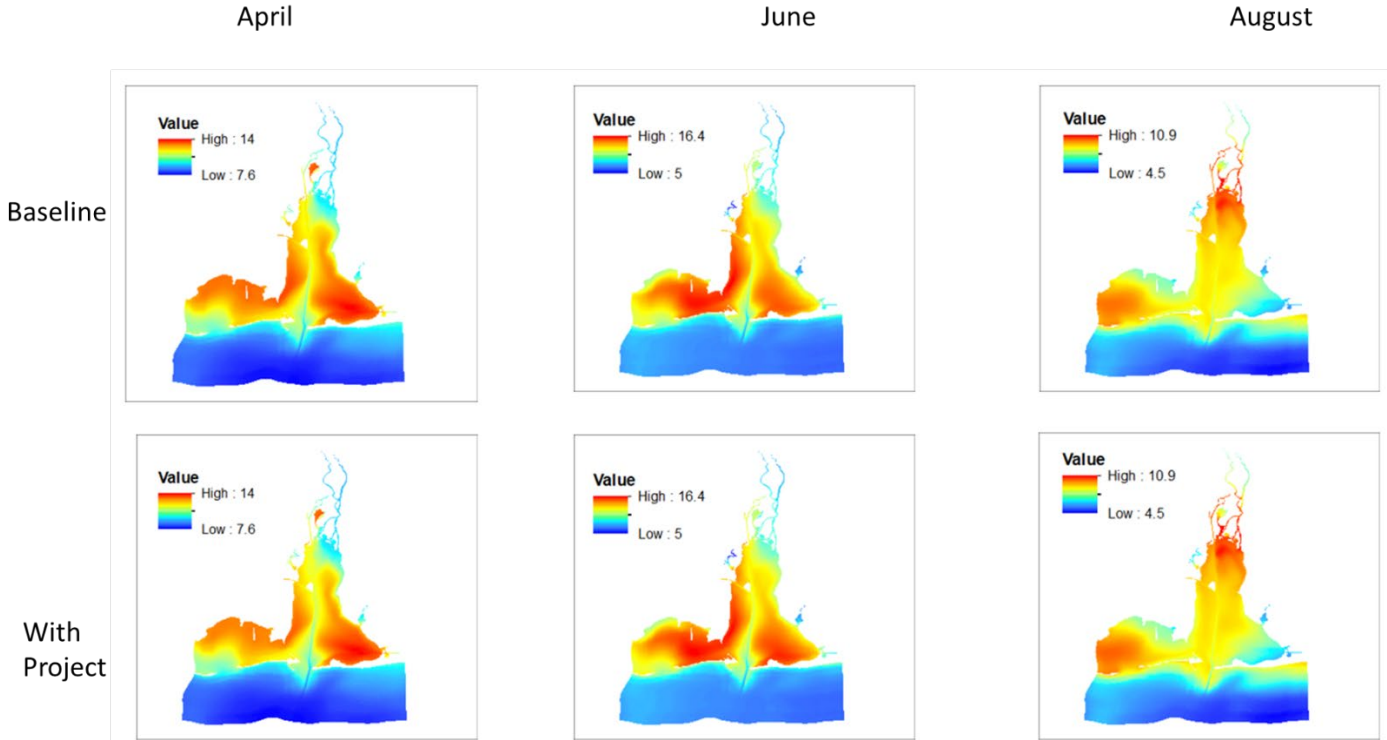 April
June
August
Baseline
Value
High : 14
Low : 7.6
Value
High : 16.4
Low : 5
Value
High : 10.9
Low : 4.5
With
Project
Value
High : 14
Low : 7.6
Value
High : 16.4
Low : 5
Value
High : 10.9
Low : 4.5